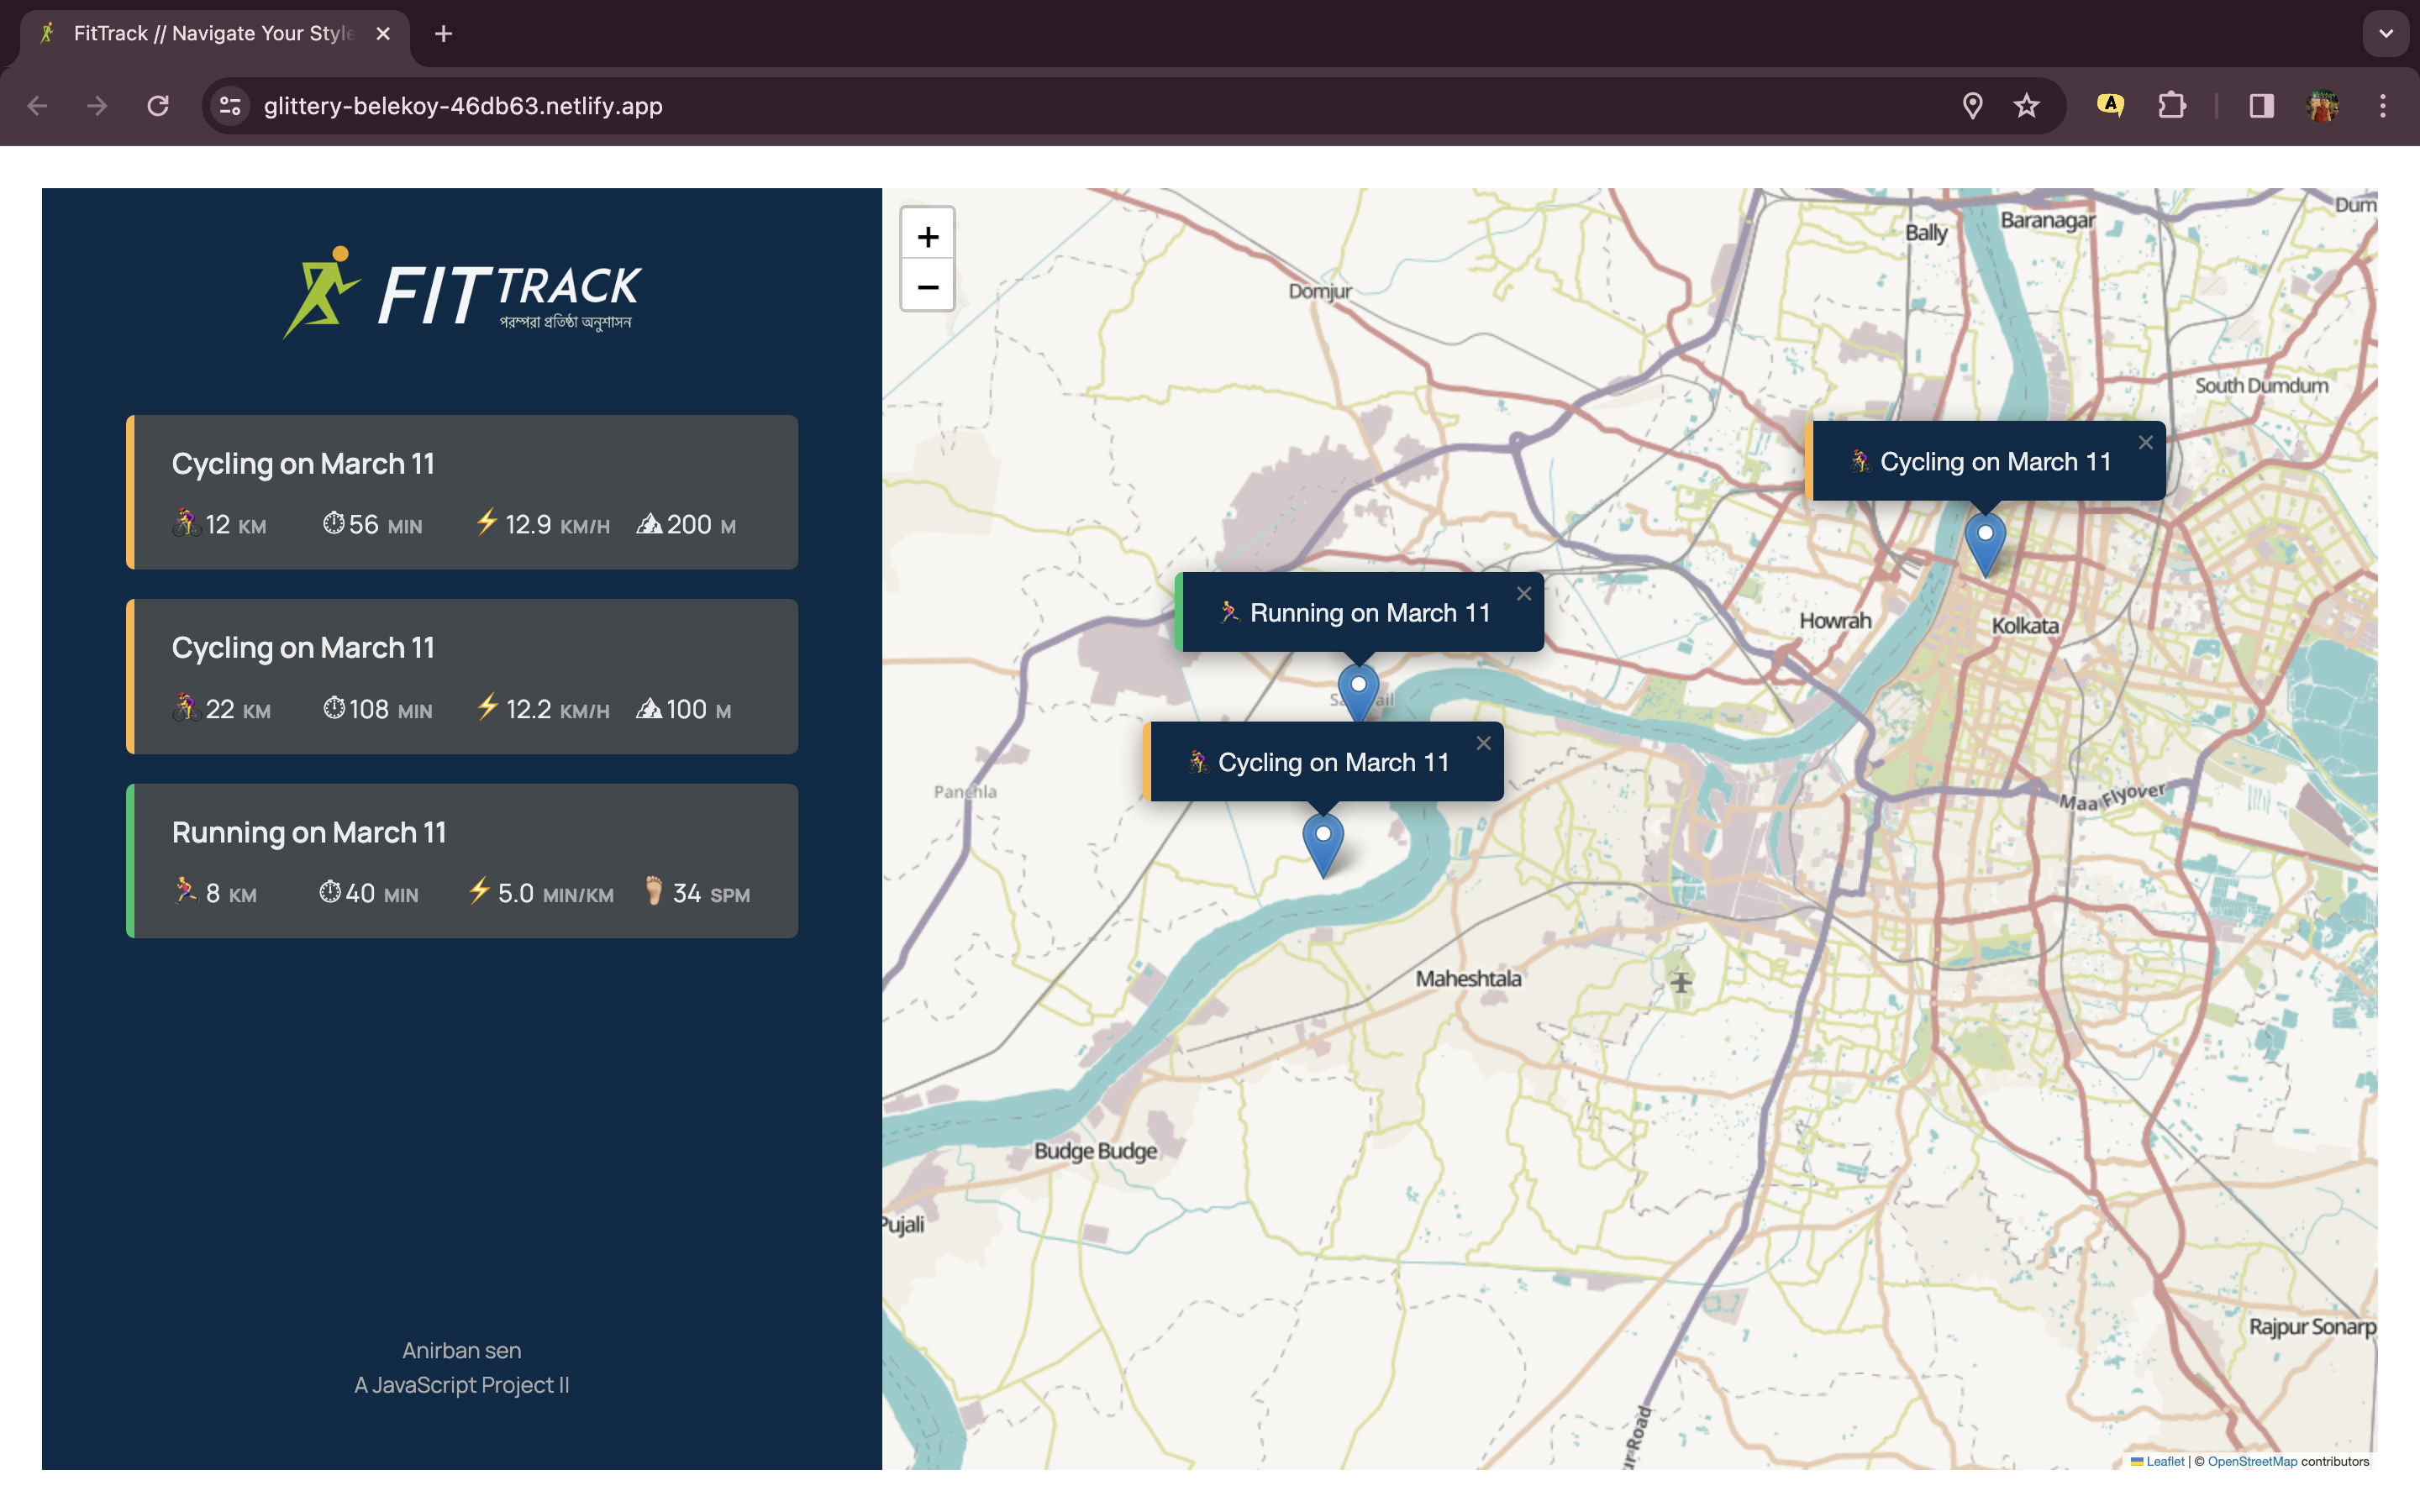 FitTrack // Navigate Your Style
glittery-belekoy-46db63.netlify.app
A
FITTRACK
পরম্পরা প্রতিষ্ঠা অনুশাসন
Cycling on March 11
12 KM 56 MIN 12.9 KM/H 200 M
Cycling on March 11
22 KM 108 MIN 12.2 KM/H 100 M
Running on March 11
8 KM 40 MIN 5.0 MIN/KM 34 SPM
Anirban sen
A JavaScript Project II
+
−
Domjur
Bally
Baranagar
Dum
South Dumdum
Cycling on March 11
Running on March 11
Howrah
Kolkata
Cycling on March 11
Panchla
Maa Flyover
Maheshtala
Budge Budge
Pujali
Rajpur Sonarp
Road
Leaflet | © OpenStreetMap contributors